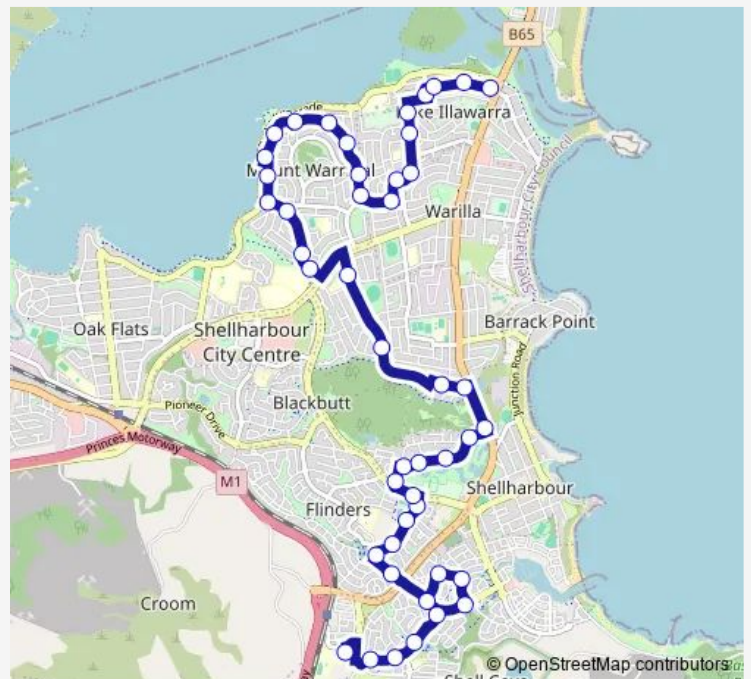 B65
Lake Illawarra
Mount Warrigal
Shellharbour City Council
Warilla
Oak Flats
Shellharbour
City Centre
Barrack Point
Junction Road
Blackbutt
Pioneer Drive
Princes Motorway
M1
Shellharbour
Flinders
Croom
© OpenStreetMap contributors